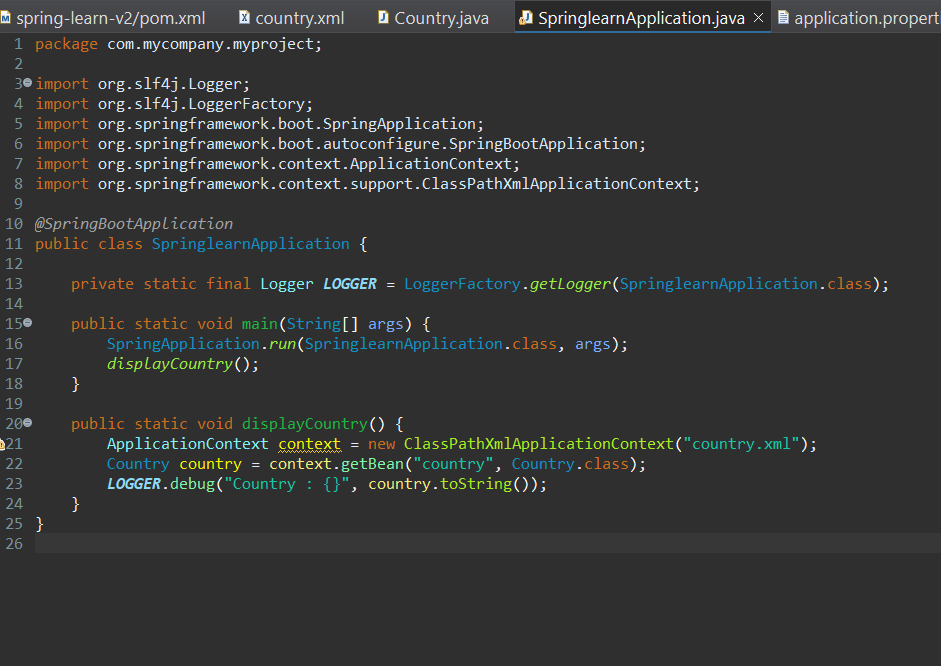 spring-learn-v2/pom.xml country.xml Country.java SpringlearnApplication.java application.propert
1 package com.mycompany.myproject;
2
3 import org.slf4j.Logger;
4 import org.slf4j.LoggerFactory;
5 import org.springframework.boot.SpringApplication;
6 import org.springframework.boot.autoconfigure.SpringBootApplication;
7 import org.springframework.context.ApplicationContext;
8 import org.springframework.context.support.ClassPathXmlApplicationContext;
9
10 @SpringBootApplication
11 public class SpringlearnApplication {
12
13     private static final Logger LOGGER = LoggerFactory.getLogger(SpringlearnApplication.class);
14
15     public static void main(String[] args) {
16         SpringApplication.run(SpringlearnApplication.class, args);
17         displayCountry();
18     }
19
20     public static void displayCountry() {
21         ApplicationContext context = new ClassPathXmlApplicationContext("country.xml");
22         Country country = context.getBean("country", Country.class);
23         LOGGER.debug("Country : {}", country.toString());
24     }
25 }
26